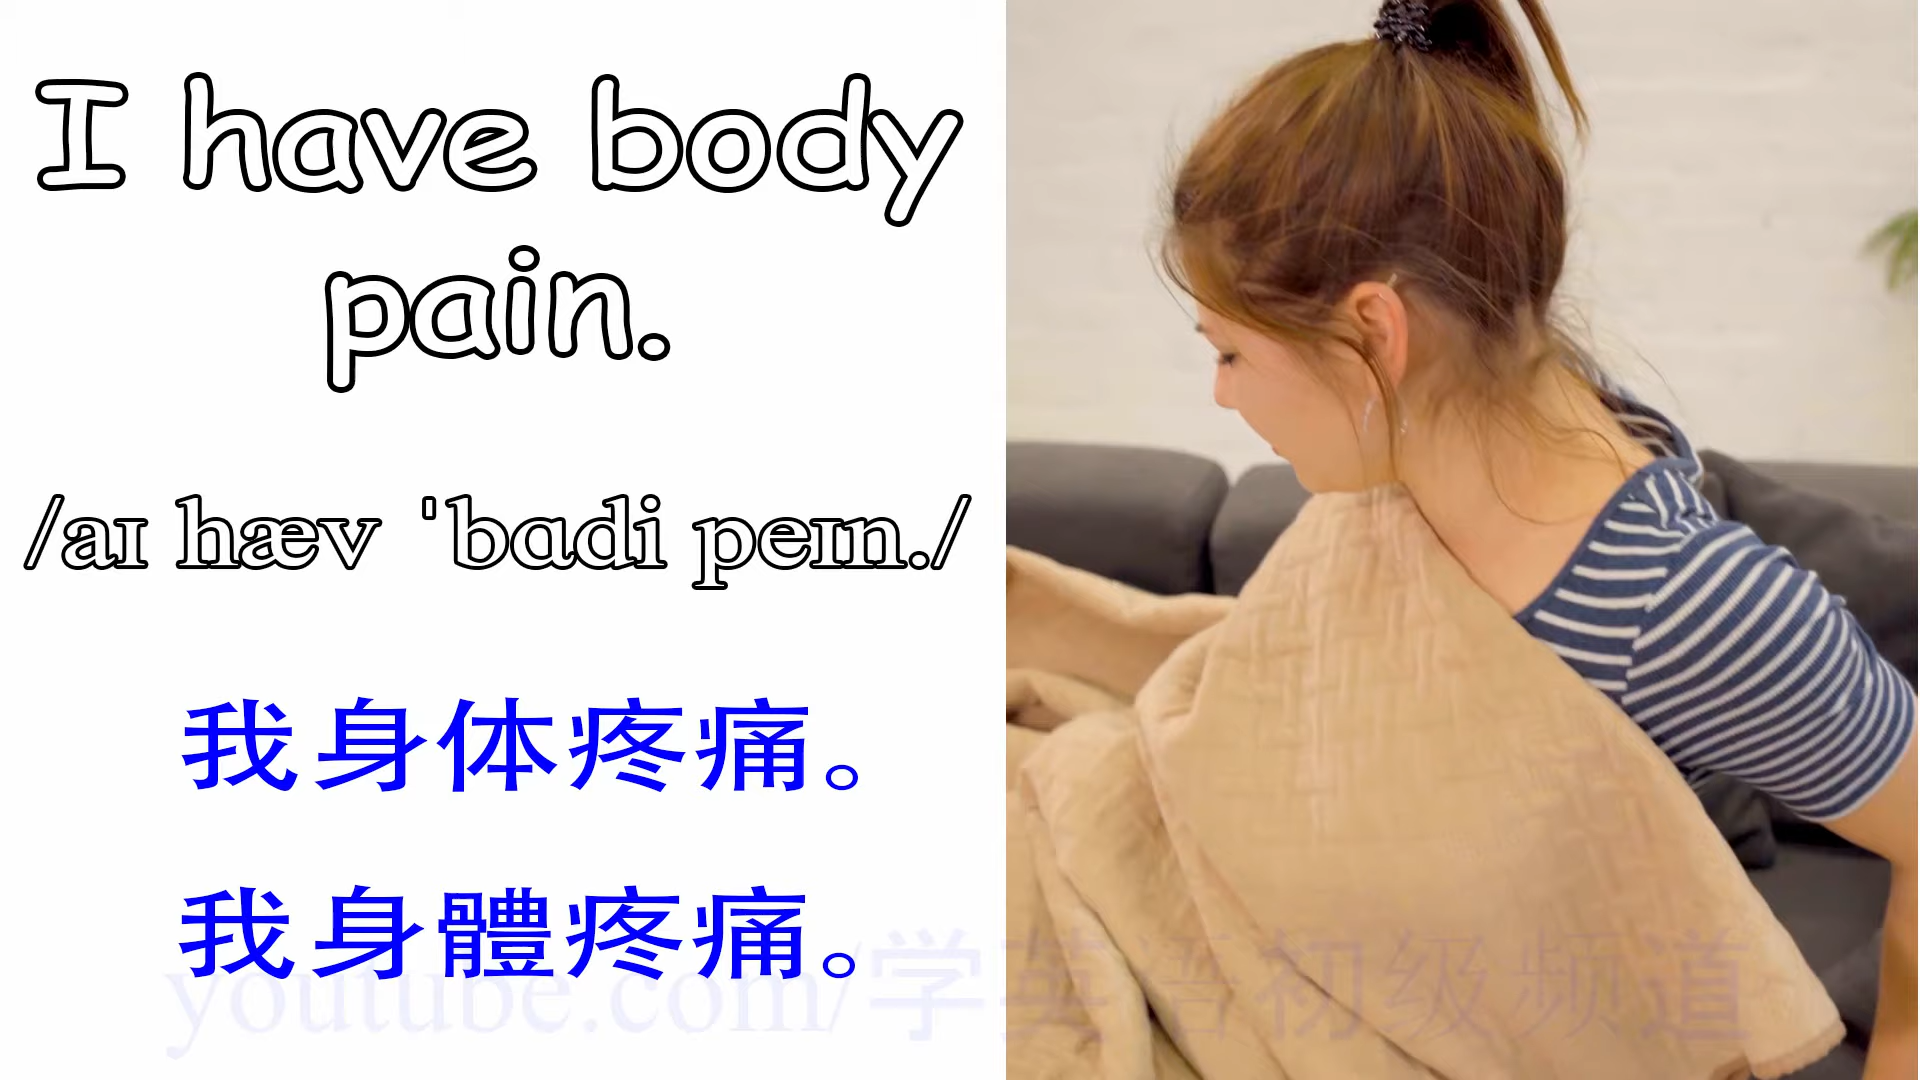 I have body
pain.
/aɪ hæv ˈbɑdi peɪn./
我身体疼痛。
我身體疼痛。
youtube.com/学英语初级频道